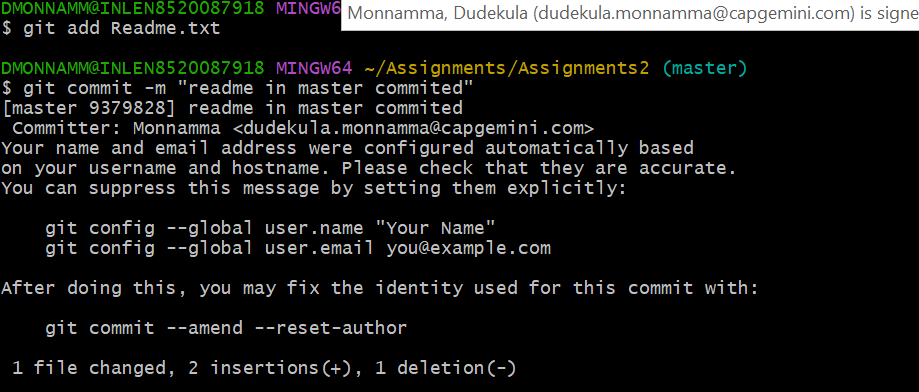 DMONNAMM@INLEN8520087918 MINGW6
Monnamma, Dudekula (dudekula.monnamma@capgemini.com) is signe
$ git add Readme.txt
DMONNAMM@INLEN8520087918 MINGW64 ~/Assignments/Assignments2 (master)
$ git commit -m "readme in master commited"
[master 9379828] readme in master commited
 Committer: Monnamma <dudekula.monnamma@capgemini.com>
Your name and email address were configured automatically based
on your username and hostname. Please check that they are accurate.
You can suppress this message by setting them explicitly:
    git config --global user.name "Your Name"
    git config --global user.email you@example.com
After doing this, you may fix the identity used for this commit with:
    git commit --amend --reset-author
 1 file changed, 2 insertions(+), 1 deletion(-)